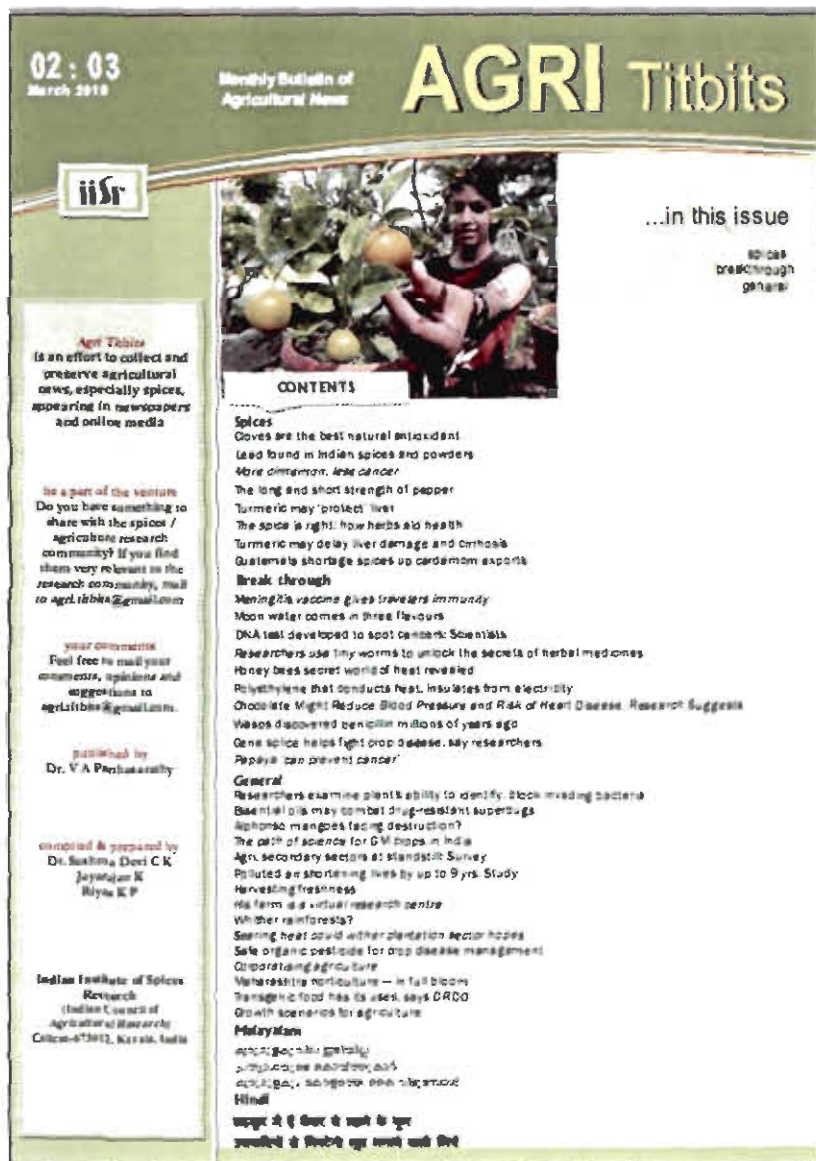 02 : 03
March 2010
Monthly Bulletin of
Agricultural News
AGRI Titbits
iisr
...in this issue
spices
breakthrough
general
Agri Titbits
is an effort to collect and
preserve agricultural
news, especially spices,
appearing in newspapers
and online media
be a part of the venture
Do you have something to
share with the spices /
agriculture research
community? If you find
them very relevant to the
research community, mail
to agri.titbits@gmail.com
your comments
Feel free to mail your
comments, opinions and
suggestions to
agri.titbits@gmail.com
published by
Dr. V A Parthasarathy
compiled & prepared by
Dr. Sushma Devi C K
Jayarajan K
Riyas K P
Indian Institute of Spices
Research
(Indian Council of
Agricultural Research)
Calicut-673012, Kerala, India
CONTENTS
Spices
Cloves are the best natural antioxidant
Lead found in Indian spices and powders
More cinnamon, less cancer
The long and short strength of pepper
Turmeric may 'protect' liver
The spice is right: how herbs aid health
Turmeric may delay liver damage and cirrhosis
Guatemala shortage spices up cardamom exports
Break through
Meningitis vaccine gives travelers immunity
Moon water comes in three flavours
DNA test developed to spot cancers: Scientists
Researchers use tiny worms to unlock the secrets of herbal medicines
Honey bees secret world of heat revealed
Polyethylene that conducts heat, insulates from electricity
Chocolate Might Reduce Blood Pressure and Risk of Heart Disease, Research Suggests
Wasps discovered penicillin millions of years ago
Gene splice helps fight crop disease, say researchers
Papaya 'can prevent cancer'
General
Researchers examine plant's ability to identify, block invading bacteria
Essential oils may combat drug-resistant superbugs
Alphonso mangoes facing destruction?
The path of science for GM crops in India
Agri, secondary sectors at standstill: Survey
Polluted air shortening lives by up to 9 yrs: Study
Harvesting freshness
His farm is a virtual research centre
Whither rainforests?
Searing heat could wither plantation sector hopes
Safe organic pesticide for crop disease management
Corporatising agriculture
Maharashtra horticulture — in full bloom
Transgenic food has its uses, says DRDO
Growth scenarios for agriculture
Malayalam
Hindi